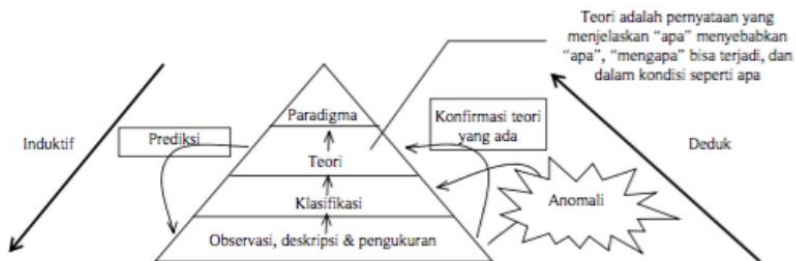 Teori adalah pernyataan yang
menjelaskan “apa” menyebabkan
“apa”, “mengapa” bisa terjadi, dan
dalam kondisi seperti apa
Induktif
Prediksi
Paradigma
Konfirmasi teori
yang ada
Deduk
Teori
Klasifikasi
Anomali
Observasi, deskripsi & pengukuran